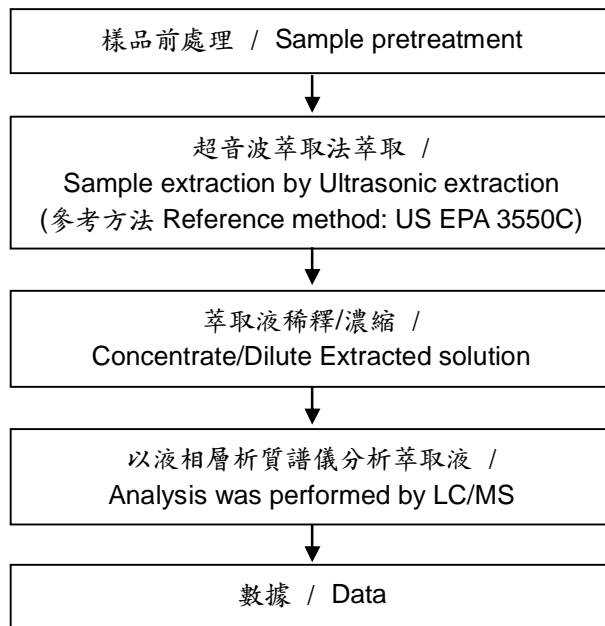 樣品前處理 / Sample pretreatment
超音波萃取法萃取 /
Sample extraction by Ultrasonic extraction
(參考方法 Reference method: US EPA 3550C)
萃取液稀釋/濃縮 /
Concentrate/Dilute Extracted solution
以液相層析質譜儀分析萃取液 /
Analysis was performed by LC/MS
數據 / Data